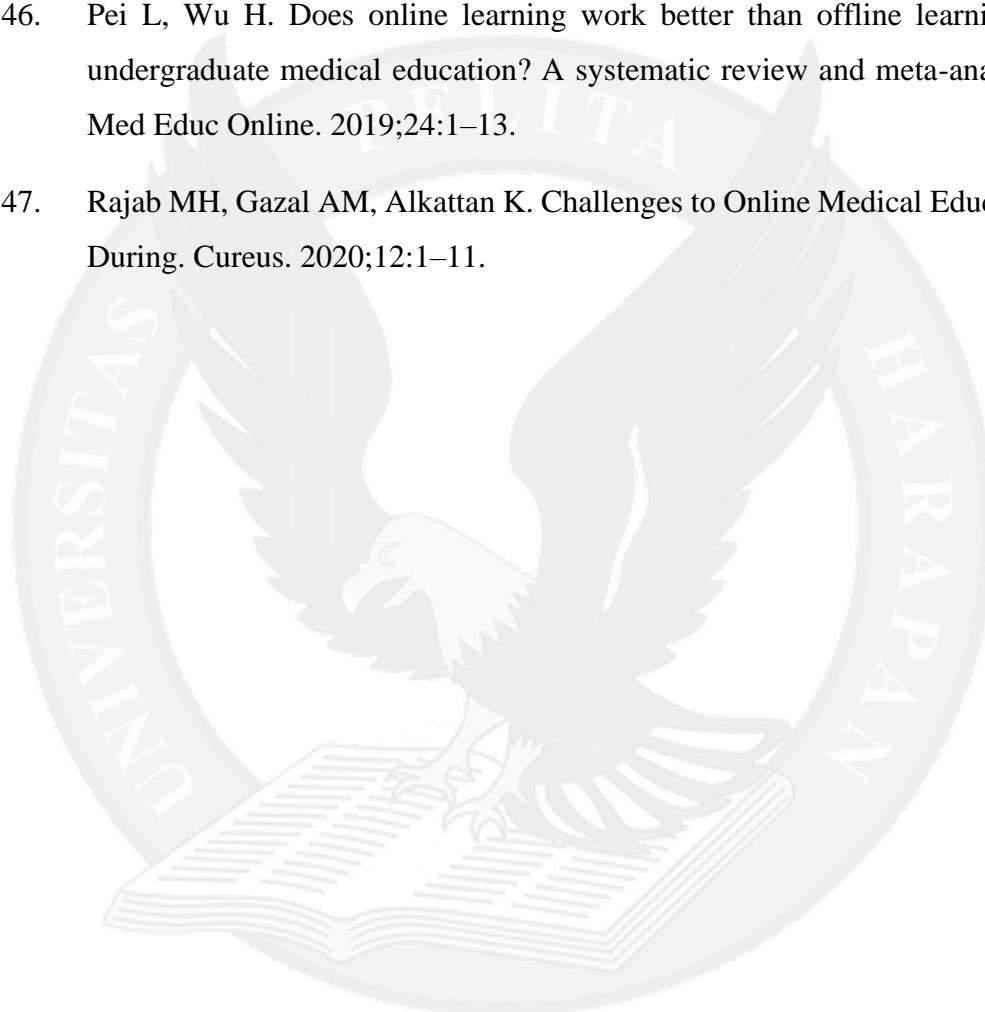 46. Pei L, Wu H. Does online learning work better than offline learni
undergraduate medical education? A systematic review and meta-ana
Med Educ Online. 2019;24:1–13.
47. Rajab MH, Gazal AM, Alkattan K. Challenges to Online Medical Educ
During. Cureus. 2020;12:1–11.
UNIVERSITAS PELITA HARAPAN